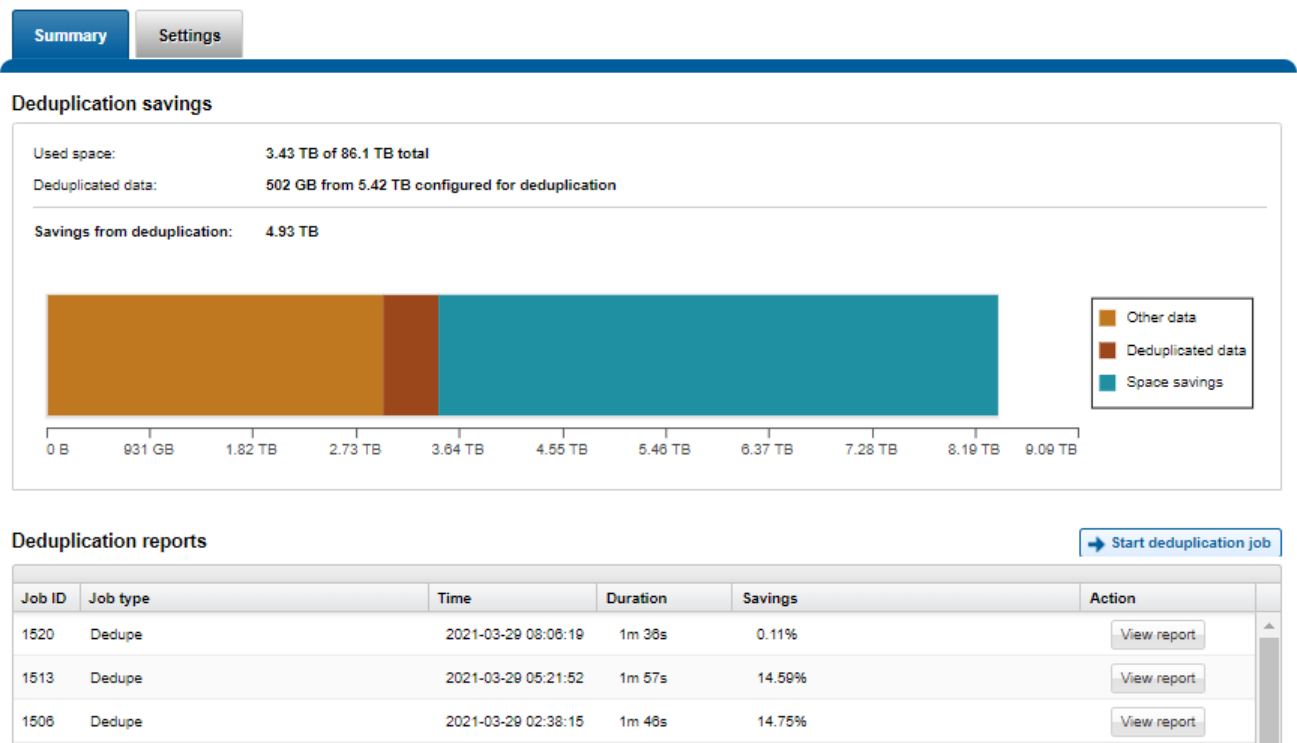 Summary Settings
Deduplication savings
Used space: 3.43 TB of 86.1 TB total
Deduplicated data: 502 GB from 5.42 TB configured for deduplication
Savings from deduplication: 4.93 TB
Other data
Deduplicated data
Space savings
0 B 931 GB 1.82 TB 2.73 TB 3.64 TB 4.55 TB 5.46 TB 6.37 TB 7.28 TB 8.19 TB 9.09 TB
Deduplication reports Start deduplication job
Job ID Job type Time Duration Savings Action
1520 Dedupe 2021-03-29 08:06:19 1m 36s 0.11% View report
1513 Dedupe 2021-03-29 05:21:52 1m 57s 14.59% View report
1506 Dedupe 2021-03-29 02:38:15 1m 46s 14.75% View report